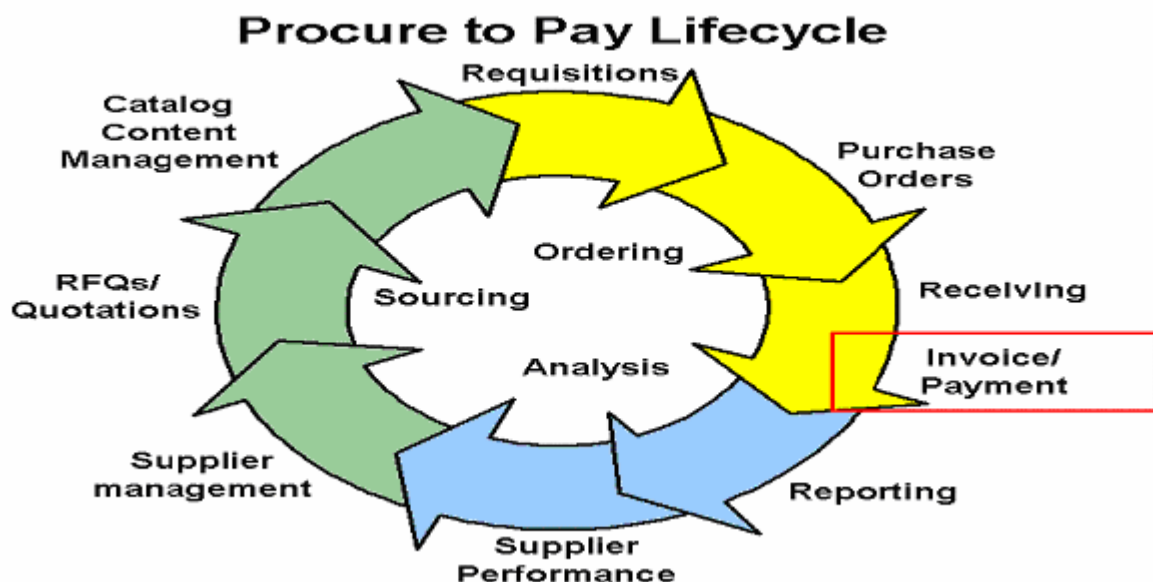 Procure to Pay Lifecycle
Requisitions
Catalog
Content
Management
Purchase
Orders
Ordering
RFQs/
Quotations
Sourcing
Receiving
Analysis
Invoice/
Payment
Supplier
management
Reporting
Supplier
Performance